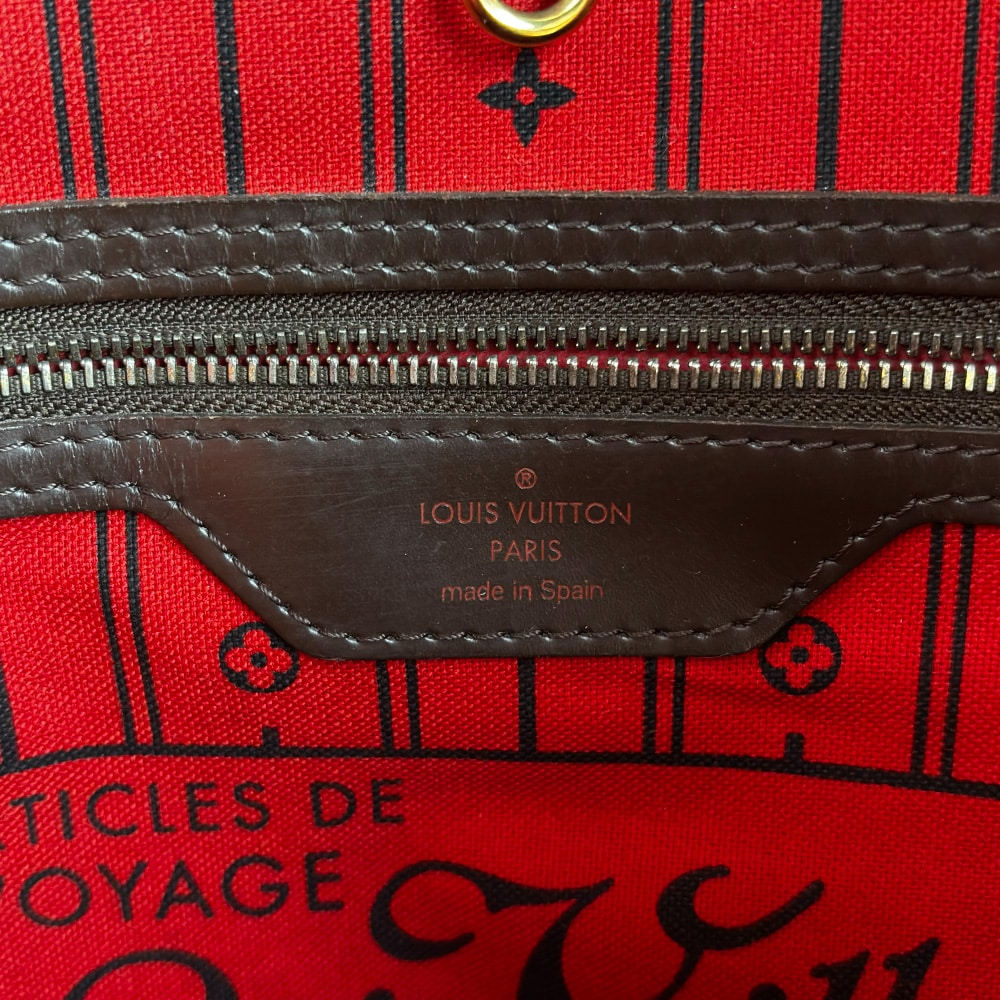 ®
LOUIS VUITTON
PARIS
made in Spain
TICLES DE
OYAGE